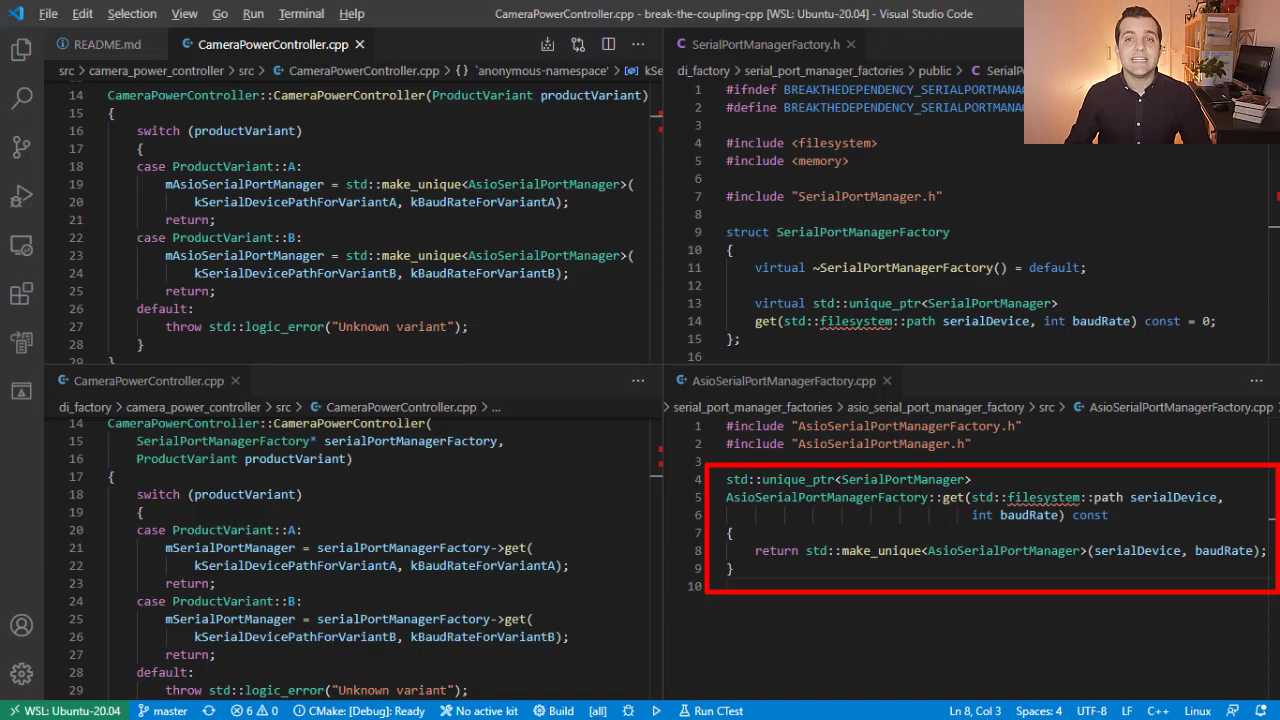 File Edit Selection View Go Run Terminal Help CameraPowerController.cpp - break-the-coupling-cpp [WSL: Ubuntu-20.04] - Visual Studio Code
README.md CameraPowerController.cpp
src > camera_power_controller > src > CameraPowerController.cpp > {} `anonymous-namespace' > kSe
14 CameraPowerController::CameraPowerController(ProductVariant productVariant)
15 {
16 switch (productVariant)
17 {
18 case ProductVariant::A:
19 mAsioSerialPortManager = std::make_unique<AsioSerialPortManager>(
20 kSerialDevicePathForVariantA, kBaudRateForVariantA);
21 return;
22 case ProductVariant::B:
23 mAsioSerialPortManager = std::make_unique<AsioSerialPortManager>(
24 kSerialDevicePathForVariantB, kBaudRateForVariantB);
25 return;
26 default:
27 throw std::logic_error("Unknown variant");
28 }
29 }
SerialPortManagerFactory.h
di_factory > serial_port_manager_factories > public > SerialPo
1 #ifndef BREAKTHEDEPENDENCY_SERIALPORTMANAG
2 #define BREAKTHEDEPENDENCY_SERIALPORTMANAG
3
4 #include <filesystem>
5 #include <memory>
6
7 #include "SerialPortManager.h"
8
9 struct SerialPortManagerFactory
10 {
11 virtual ~SerialPortManagerFactory() = default;
12
13 virtual std::unique_ptr<SerialPortManager>
14 get(std::filesystem::path serialDevice, int baudRate) const = 0;
15 };
16
CameraPowerController.cpp
di_factory > camera_power_controller > src > CameraPowerController.cpp > ...
14 CameraPowerController::CameraPowerController(
15 SerialPortManagerFactory* serialPortManagerFactory,
16 ProductVariant productVariant)
17 {
18 switch (productVariant)
19 {
20 case ProductVariant::A:
21 mSerialPortManager = serialPortManagerFactory->get(
22 kSerialDevicePathForVariantA, kBaudRateForVariantA);
23 return;
24 case ProductVariant::B:
25 mSerialPortManager = serialPortManagerFactory->get(
26 kSerialDevicePathForVariantB, kBaudRateForVariantB);
27 return;
28 default:
29 throw std::logic_error("Unknown variant");
AsioSerialPortManagerFactory.cpp
> serial_port_manager_factories > asio_serial_port_manager_factory > src > AsioSerialPortManagerFactory.cpp
1 #include "AsioSerialPortManagerFactory.h"
2 #include "AsioSerialPortManager.h"
3
4 std::unique_ptr<SerialPortManager>
5 AsioSerialPortManagerFactory::get(std::filesystem::path serialDevice,
6 int baudRate) const
7 {
8 return std::make_unique<AsioSerialPortManager>(serialDevice, baudRate);
9 }
10
WSL: Ubuntu-20.04 master 6 0 CMake: [Debug]: Ready No active kit Build [all] Run CTest Ln 8, Col 3 Spaces: 4 UTF-8 LF C++ Linux